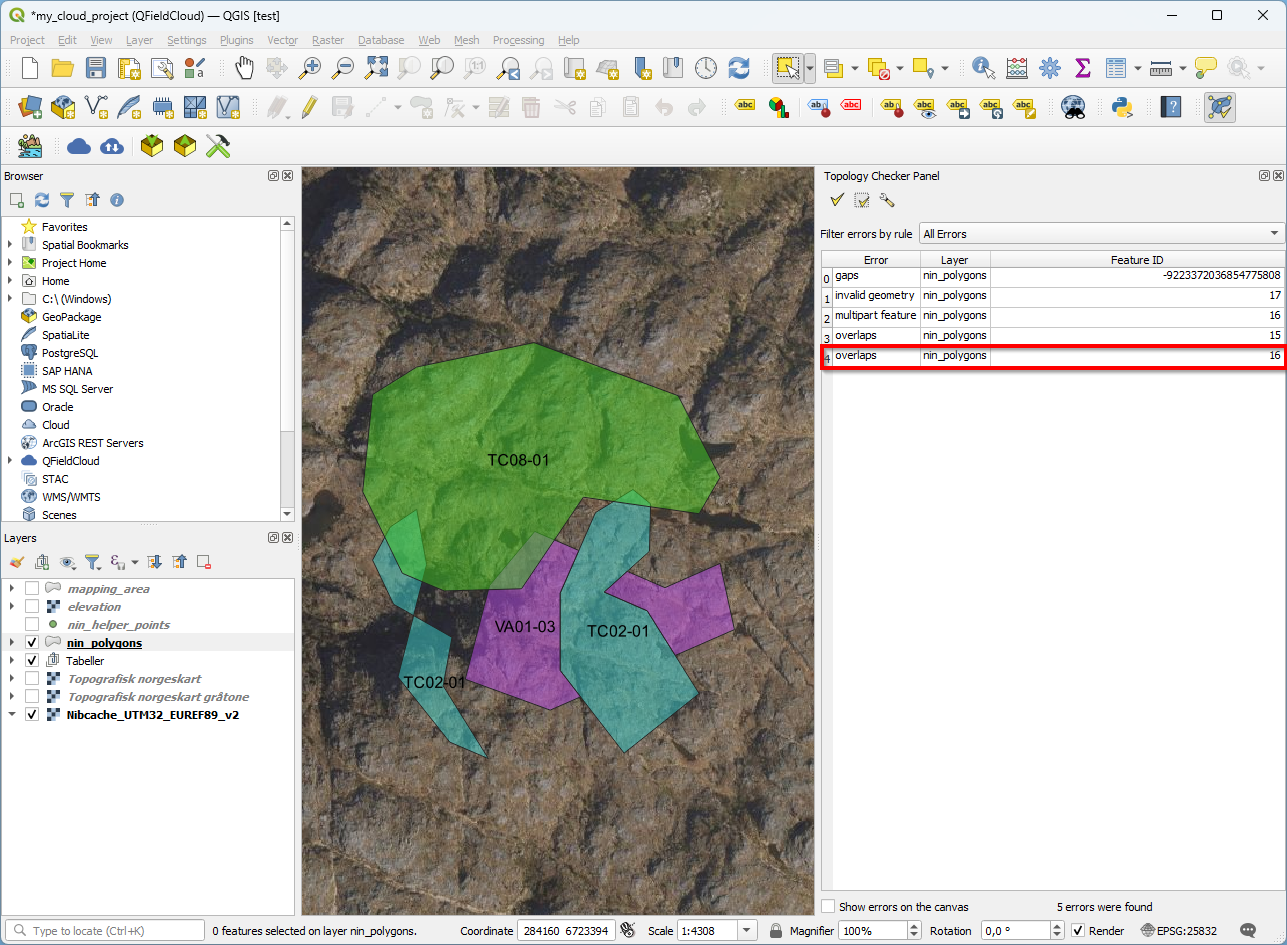 *my_cloud_project (QFieldCloud) — QGIS [test]
Project Edit View Layer Settings Plugins Vector Raster Database Web Mesh Processing Help
Browser
Favorites
Spatial Bookmarks
Project Home
Home
C:\ (Windows)
GeoPackage
SpatiaLite
PostgreSQL
SAP HANA
MS SQL Server
Oracle
Cloud
ArcGIS REST Servers
QFieldCloud
STAC
WMS/WMTS
Scenes
Layers
mapping_area
elevation
nin_helper_points
nin_polygons
Tabeller
Topografisk norgeskart
Topografisk norgeskart gråtone
Nibcache_UTM32_EUREF89_v2
TC08-01
VA01-03
TC02-01
TC02-01
Topology Checker Panel
Filter errors by rule All Errors
Error Layer Feature ID
0 gaps nin_polygons -9223372036854775808
1 invalid geometry nin_polygons 17
2 multipart feature nin_polygons 16
3 overlaps nin_polygons 15
4 overlaps nin_polygons 16
Show errors on the canvas 5 errors were found
Type to locate (Ctrl+K) 0 features selected on layer nin_polygons. Coordinate 284160 6723394 Scale 1:4308 Magnifier 100% Rotation 0,0 ° Render EPSG:25832